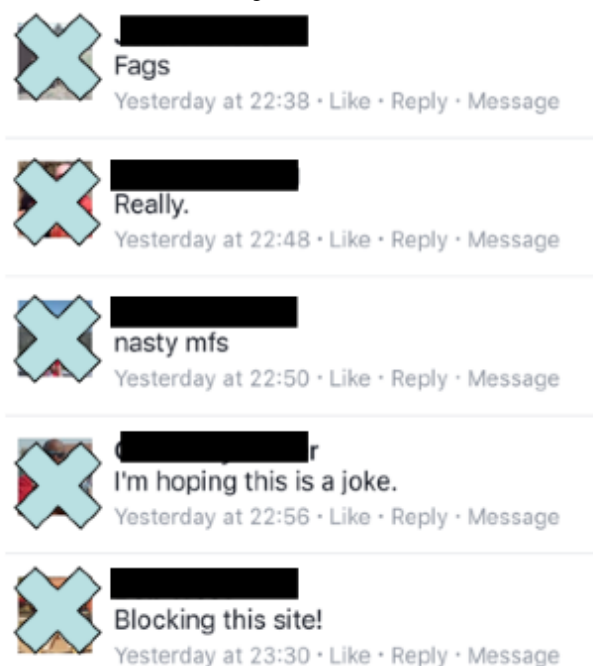 Fags
Yesterday at 22:38 · Like · Reply · Message
Really.
Yesterday at 22:48 · Like · Reply · Message
nasty mfs
Yesterday at 22:50 · Like · Reply · Message
r
I'm hoping this is a joke.
Yesterday at 22:56 · Like · Reply · Message
Blocking this site!
Yesterday at 23:30 · Like · Reply · Message